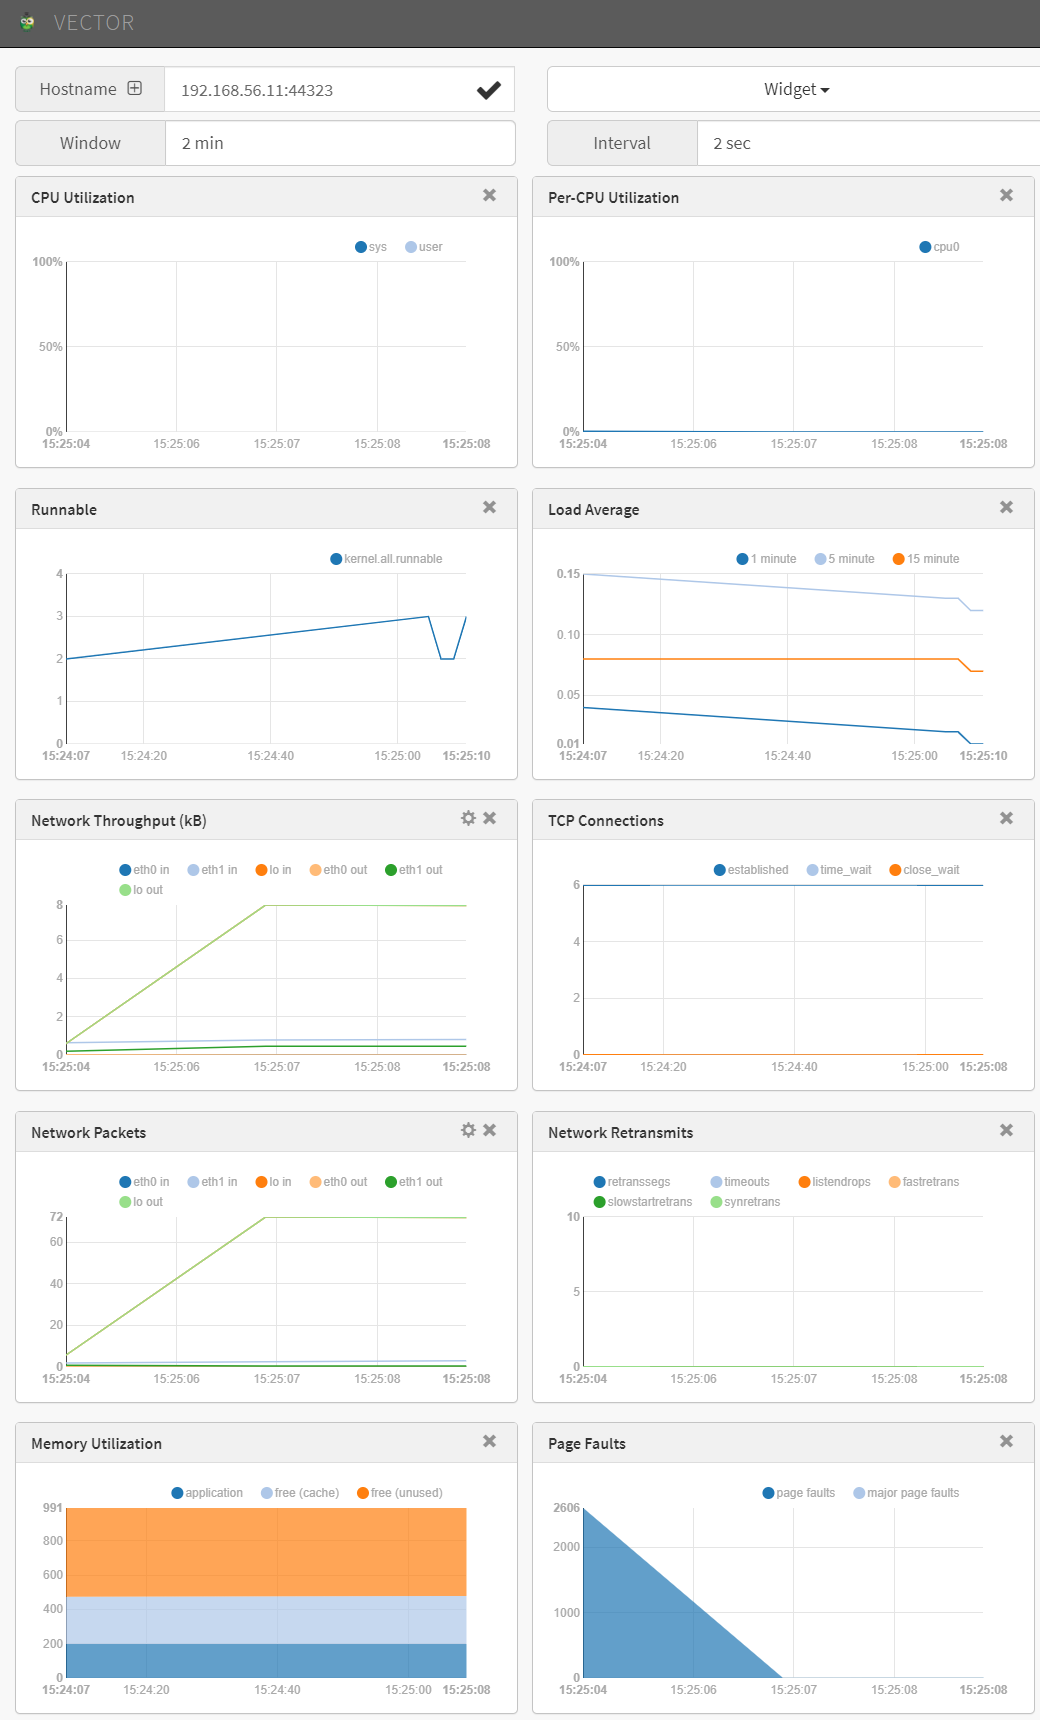 VECTOR
Hostname 192.168.56.11:44323 Widget
Window 2 min Interval 2 sec
CPU Utilization
sys user
100%
50%
0%
15:25:04 15:25:06 15:25:07 15:25:08 15:25:08
Per-CPU Utilization
cpu0
100%
50%
0%
15:25:04 15:25:06 15:25:07 15:25:08 15:25:08
Runnable
kernel.all.runnable
4
3
2
1
0
15:24:07 15:24:20 15:24:40 15:25:00 15:25:10
Load Average
1 minute 5 minute 15 minute
0.15
0.10
0.05
0.01
15:24:07 15:24:20 15:24:40 15:25:00 15:25:10
Network Throughput (kB)
eth0 in eth1 in lo in eth0 out eth1 out
lo out
8
6
4
2
0
15:25:04 15:25:06 15:25:07 15:25:08 15:25:08
TCP Connections
established time_wait close_wait
6
4
2
0
15:24:07 15:24:20 15:24:40 15:25:00 15:25:08
Network Packets
eth0 in eth1 in lo in eth0 out eth1 out
lo out
72
60
40
20
0
15:25:04 15:25:06 15:25:07 15:25:08 15:25:08
Network Retransmits
retranssegs timeouts listendrops fastretrans
slowstartretrans synretrans
10
5
0
15:25:04 15:25:06 15:25:07 15:25:08 15:25:08
Memory Utilization
application free (cache) free (unused)
991
800
600
400
200
0
15:24:07 15:24:20 15:24:40 15:25:00 15:25:08
Page Faults
page faults major page faults
2606
2000
1000
0
15:25:04 15:25:06 15:25:07 15:25:08 15:25:08